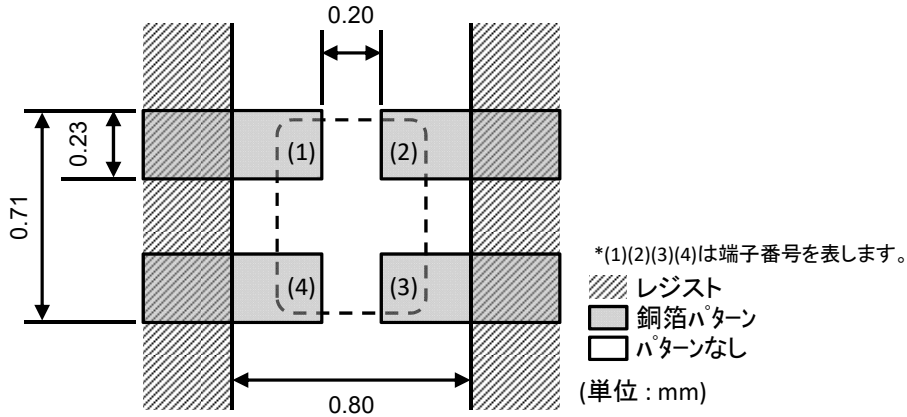 0.20
(1)
(2)
0.23
0.71
(4)
(3)
0.80
*(1)(2)(3)(4)は端子番号を表します。
レジスト
銅箔パターン
パターンなし
(単位 : mm)